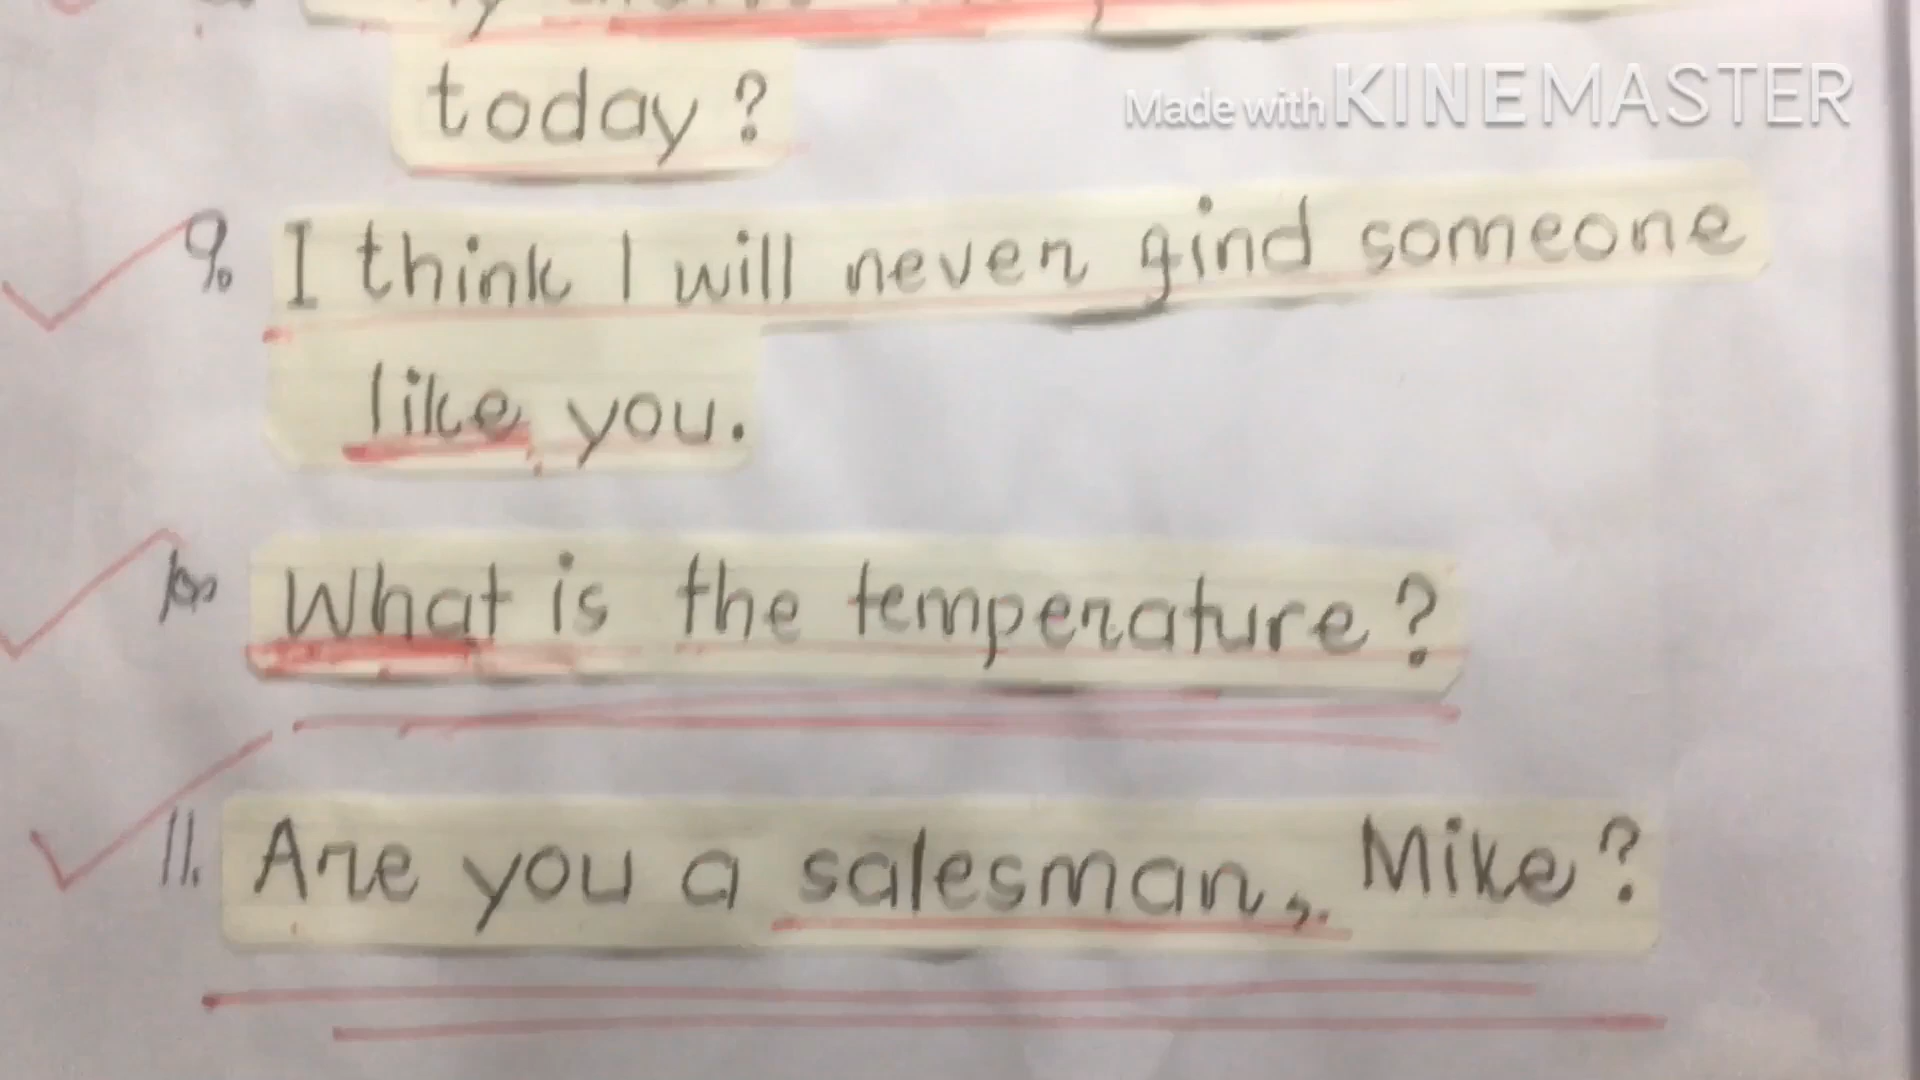 today?
Made with KINEMASTER
9. I think I will never gind someone
like you.
10. What is the temperature?
11. Are you a salesman, Mike?